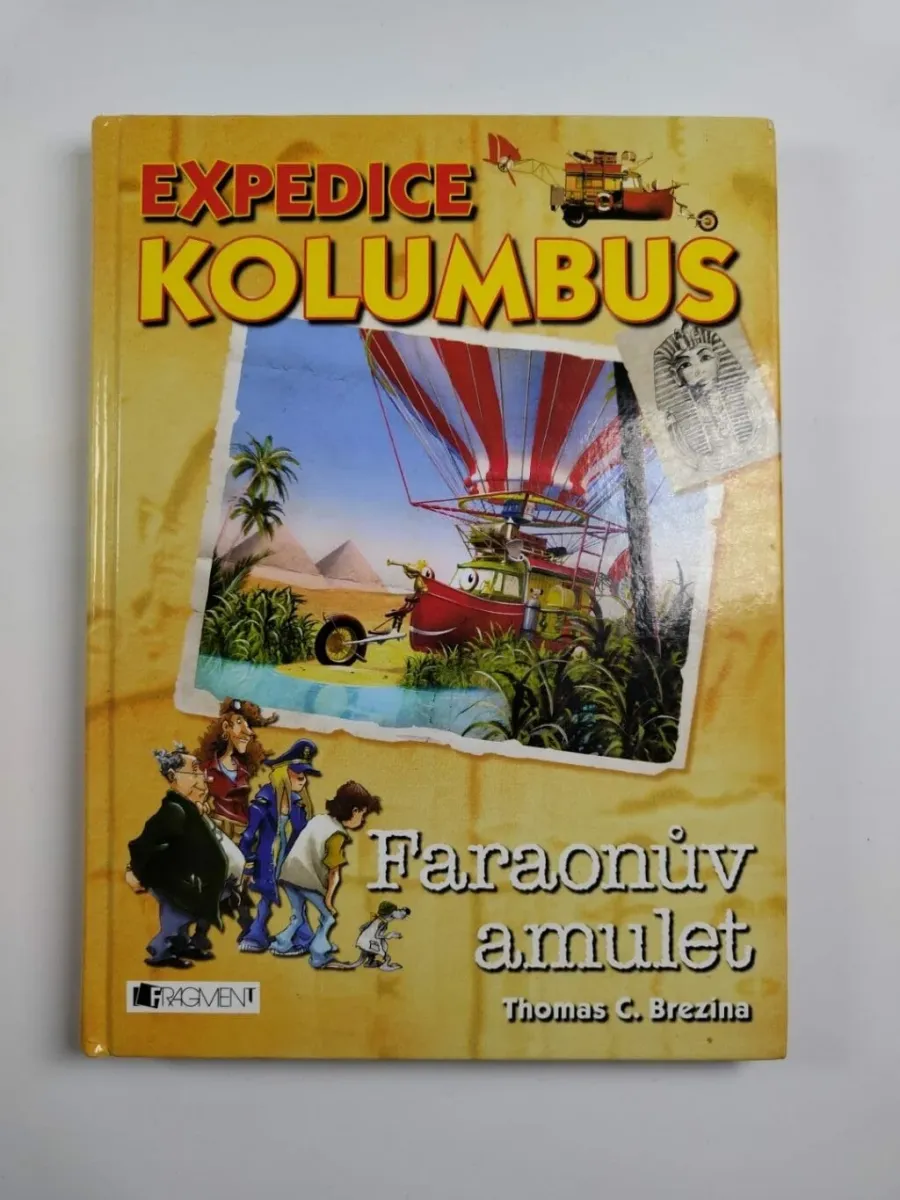 EXPEDICE
KOLUMBUS
Faraonův
amulet
FRAGMENT
Thomas C. Brezina